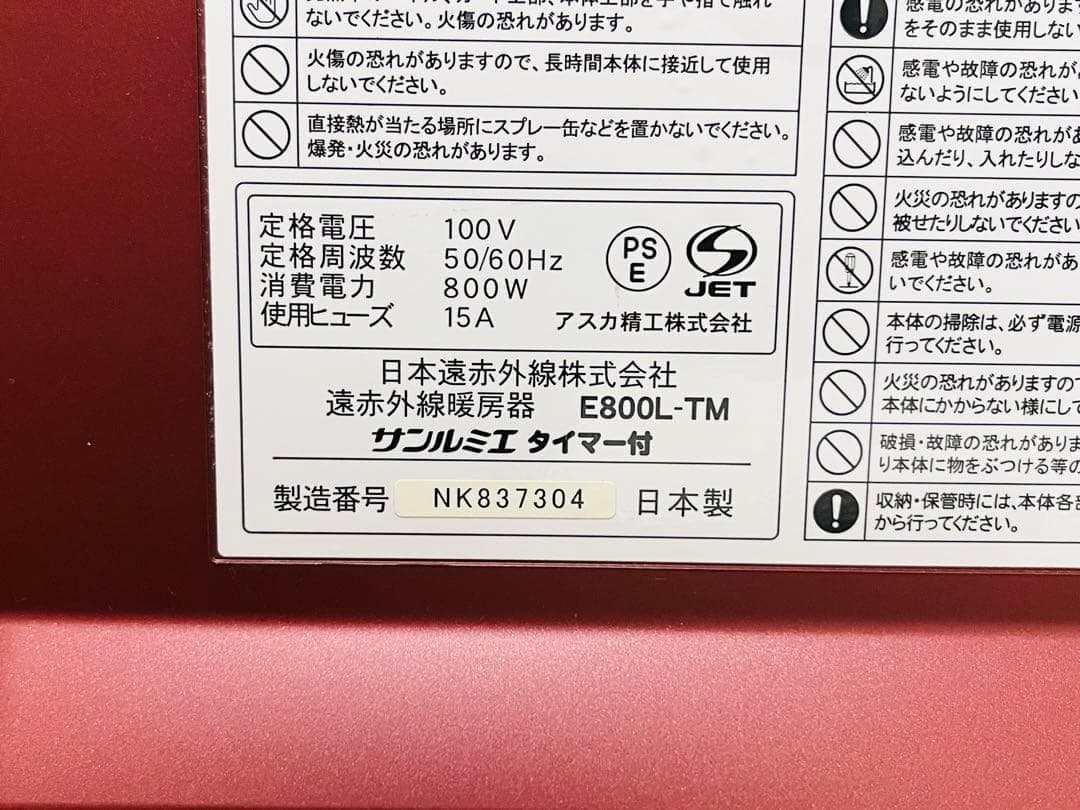 ないでください。火傷の恐れがあります。
火傷の恐れがありますので、長時間本体に接近して使用
しないでください。
直接熱が当たる場所にスプレー缶などを置かないでください。
爆発・火災の恐れがあります。
定格電圧 100V
定格周波数 50/60Hz
消費電力 800W
使用ヒューズ 15A
PS
E
JET
アスカ精工株式会社
日本遠赤外線株式会社
遠赤外線暖房器 E800L-TM
サンルミエ タイマー付
製造番号 NK837304 日本製
感電の恐れがあります
をそのまま使用しない
感電や故障の恐れが
ないようにしてください
感電や故障の恐れがあ
込んだり、入れたりしな
火災の恐れがありますの
被せたりしないでください
感電や故障の恐れがあ
いでください。
本体の掃除は、必ず電源
行ってください。
火災の恐れがありますので
本体にかからない様にして
破損・故障の恐れがありま
り本体に物をぶつける等の
収納・保管時には、本体各部
から行ってください。